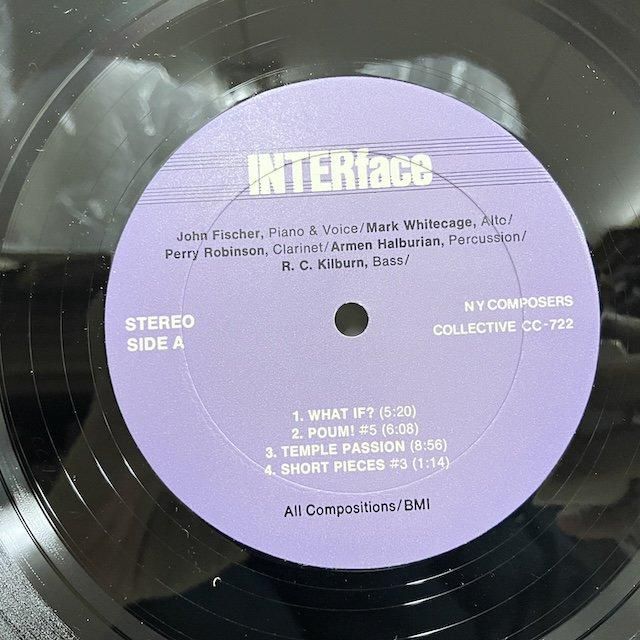 INTERface
John Fischer, Piano & Voice/Mark Whitecage, Alto/
Perry Robinson, Clarinet/Armen Halburian, Percussion/
R. C. Kilburn, Bass/
STEREO
SIDE A
N Y COMPOSERS
COLLECTIVE CC-722
1. WHAT IF? (5:20)
2. POUM! #5 (6:08)
3. TEMPLE PASSION (8:56)
4. SHORT PIECES #3 (1:14)
All Compositions/BMI